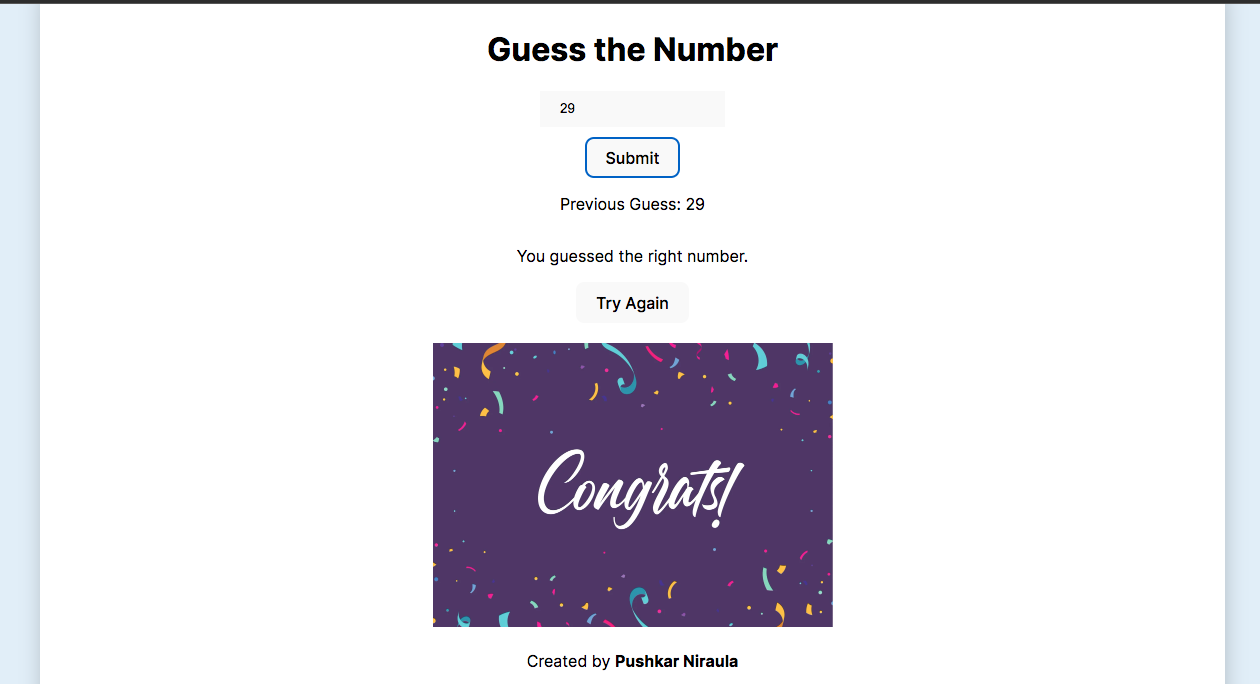 Guess the Number
29
Submit
Previous Guess: 29
You guessed the right number.
Try Again
Congrats!
Created by Pushkar Niraula